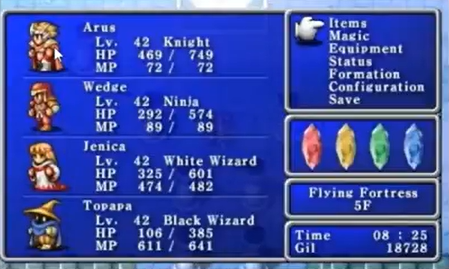 Arus
Lv. 42 Knight
HP 469 / 749
MP 72 / 72
Wedge
Lv. 42 Ninja
HP 292 / 574
MP 89 / 89
Jenica
Lv. 42 White Wizard
HP 325 / 601
MP 474 / 482
Topapa
Lv. 42 Black Wizard
HP 106 / 385
MP 611 / 641
Items
Magic
Equipment
Status
Formation
Configuration
Save
Flying Fortress
5F
Time 08 : 25
Gil 18728